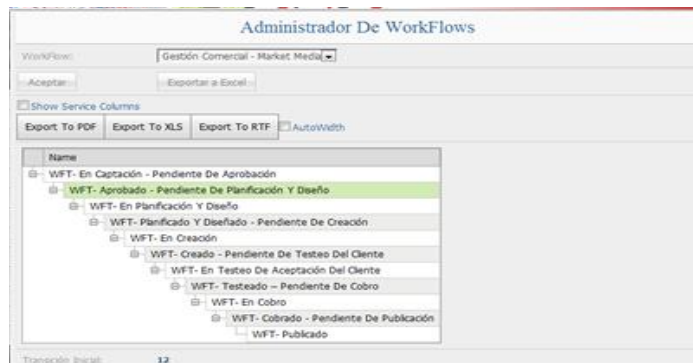 Administrador De WorkFlows
WorkFlow: Gestión Comercial - Market Media
Aceptar Exportar a Excel
Show Service Columns
Export To PDF Export To XLS Export To RTF AutoWidth
Name
WFT- En Captación - Pendiente De Aprobación
WFT- Aprobado - Pendiente De Planificación Y Diseño
WFT- En Planificación Y Diseño
WFT- Planificado Y Diseñado - Pendiente De Creación
WFT- En Creación
WFT- Creado - Pendiente De Testeo Del Cliente
WFT- En Testeo De Aceptación Del Cliente
WFT- Testeado – Pendiente De Cobro
WFT- En Cobro
WFT- Cobrado - Pendiente De Publicación
WFT- Publicado
Transición Inicial: 12